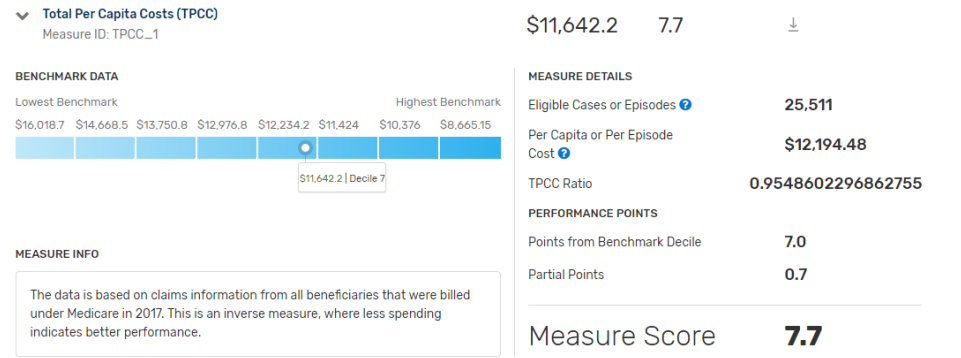 Total Per Capita Costs (TPCC)
Measure ID: TPCC_1
$11,642.2 7.7
BENCHMARK DATA
Lowest Benchmark Highest Benchmark
$16,018.7 $14,668.5 $13,750.8 $12,976.8 $12,234.2 $11,424 $10,376 $8,665.15
$11,642.2 | Decile 7
MEASURE INFO
The data is based on claims information from all beneficiaries that were billed
under Medicare in 2017. This is an inverse measure, where less spending
indicates better performance.
MEASURE DETAILS
Eligible Cases or Episodes ? 25,511
Per Capita or Per Episode
Cost ? $12,194.48
TPCC Ratio 0.9548602296862755
PERFORMANCE POINTS
Points from Benchmark Decile 7.0
Partial Points 0.7
Measure Score 7.7